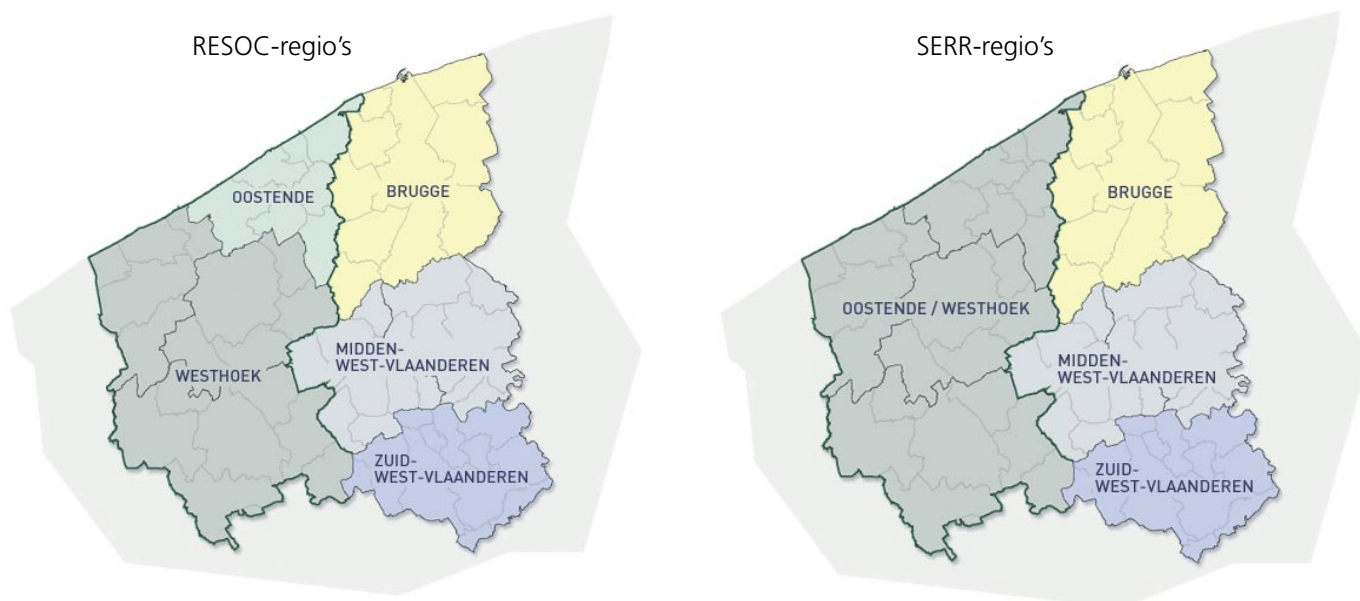 RESOC-regio's
OOSTENDE
BRUGGE
WESTHOEK
MIDDEN-
WEST-VLAANDEREN
ZUID-
WEST-VLAANDEREN
SERR-regio's
BRUGGE
OOSTENDE / WESTHOEK
MIDDEN-
WEST-VLAANDEREN
ZUID-
WEST-VLAANDEREN